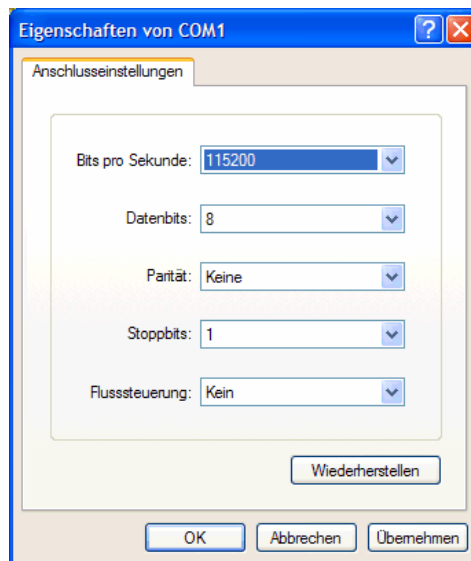 Eigenschaften von COM1
Anschlusseinstellungen
Bits pro Sekunde: 115200
Datenbits: 8
Parität: Keine
Stoppbits: 1
Flusssteuerung: Kein
Wiederherstellen
OK Abbrechen Übernehmen